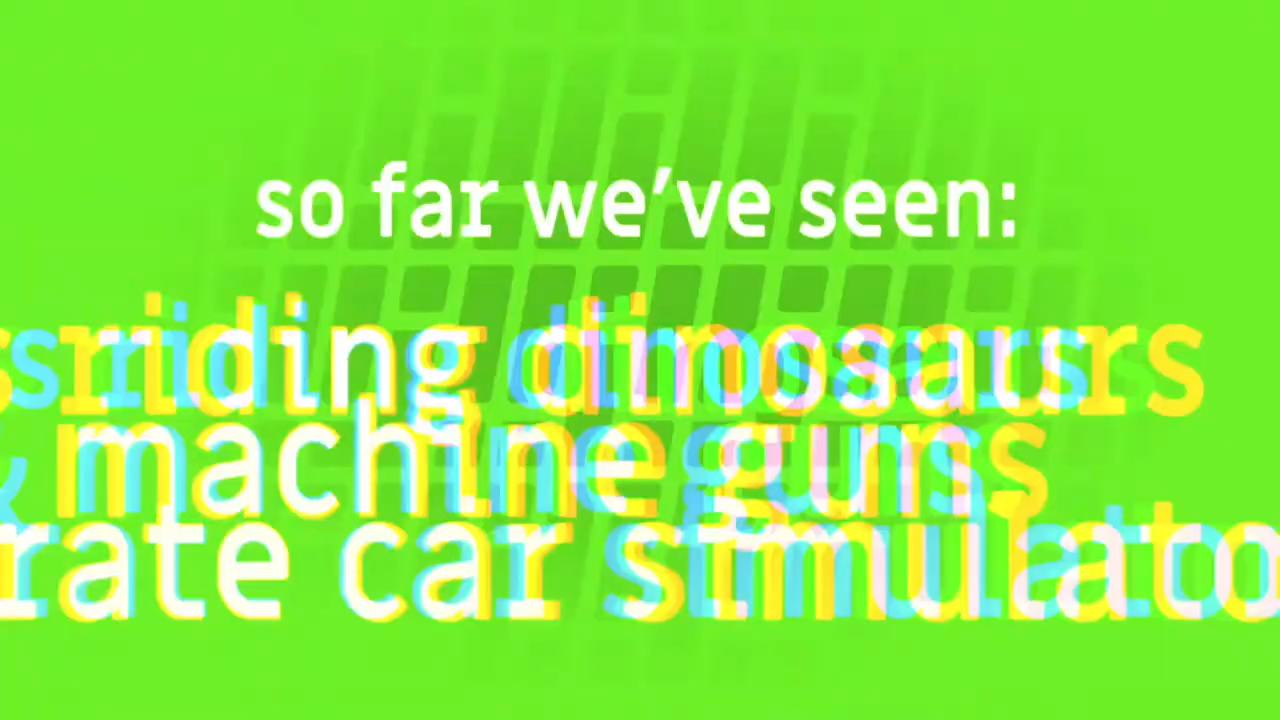 so far we've seen:
riding dinosaurs
& machine guns
rate car simulato